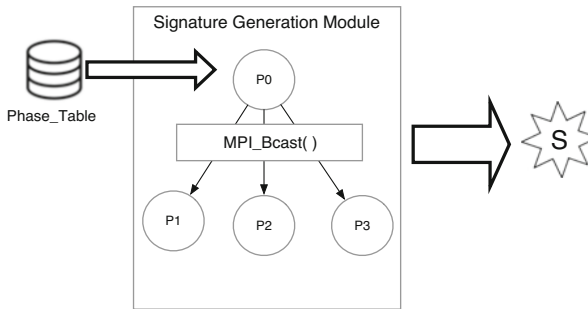 Signature Generation Module
Phase_Table
P0
MPI_Bcast( )
P1
P2
P3
S